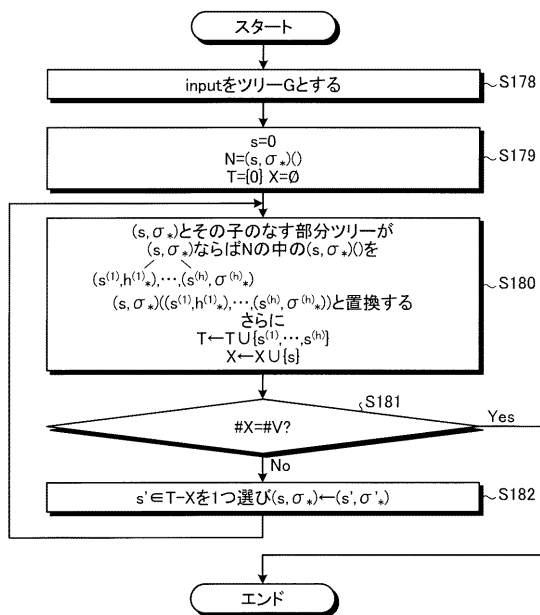 スタート
inputをツリーGとする
S178
s=0
N=(s,σ*)()
T={0} X=Ø
S179
(s,σ*)とその子のなす部分ツリーが
(s,σ*)ならばNの中の(s,σ*)()を
(s⁽¹⁾,h⁽¹⁾*),⋯,(s⁽ʰ⁾,σ⁽ʰ⁾*)
(s,σ*)((s⁽¹⁾,h⁽¹⁾*),⋯,(s⁽ʰ⁾,σ⁽ʰ⁾*))と置換する
さらに
T←T∪{s⁽¹⁾,⋯,s⁽ʰ⁾}
X←X∪{s}
S180
S181
#X=#V?
Yes
No
s'∈T-Xを1つ選び(s,σ*)←(s',σ'*)
S182
エンド